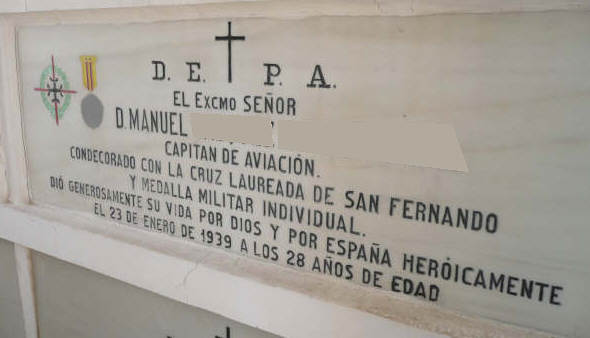 D. E. P. A.
EL EXCMO SEÑOR
D. MANUEL
CAPITAN DE AVIACIÓN.
CONDECORADO CON LA CRUZ LAUREADA DE SAN FERNANDO
Y MEDALLA MILITAR INDIVIDUAL.
DIÓ GENEROSAMENTE SU VIDA POR DIOS Y POR ESPAÑA HERÓICAMENTE
EL 23 DE ENERO DE 1939 A LOS 28 AÑOS DE EDAD